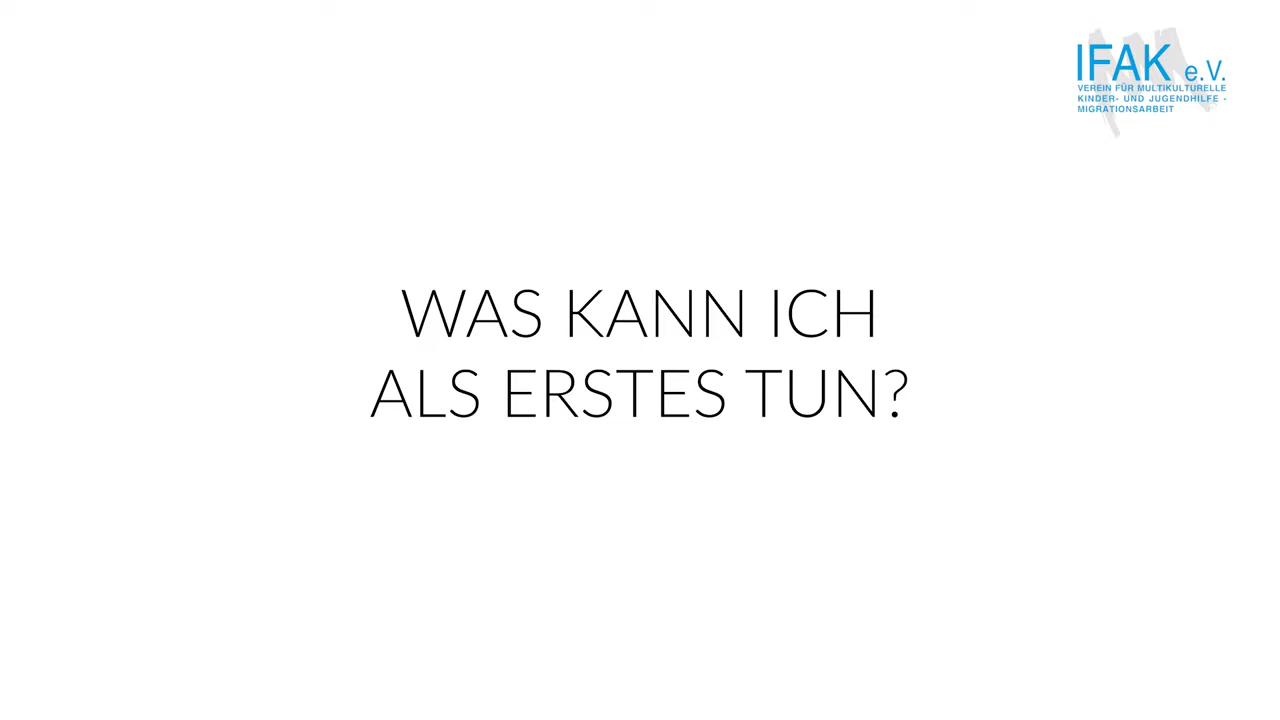 IFAK e.V.
VEREIN FÜR MULTIKULTURELLE
KINDER- UND JUGENDHILFE -
MIGRATIONSARBEIT
WAS KANN ICH
ALS ERSTES TUN?